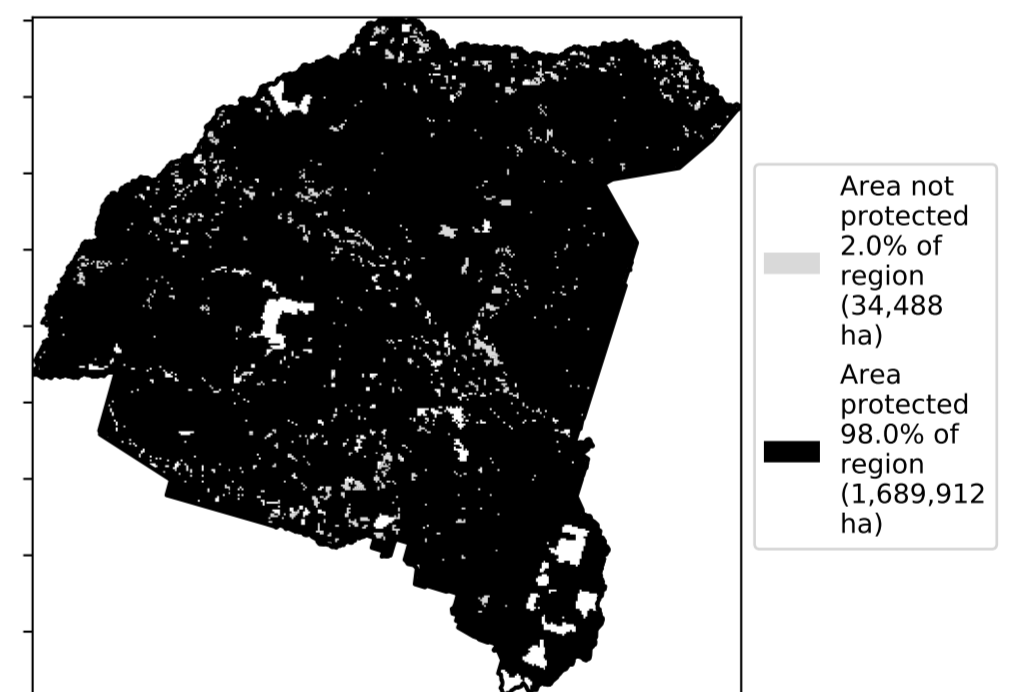 Area not
protected
2.0% of
region
(34,488
ha)
Area
protected
98.0% of
region
(1,689,912
ha)